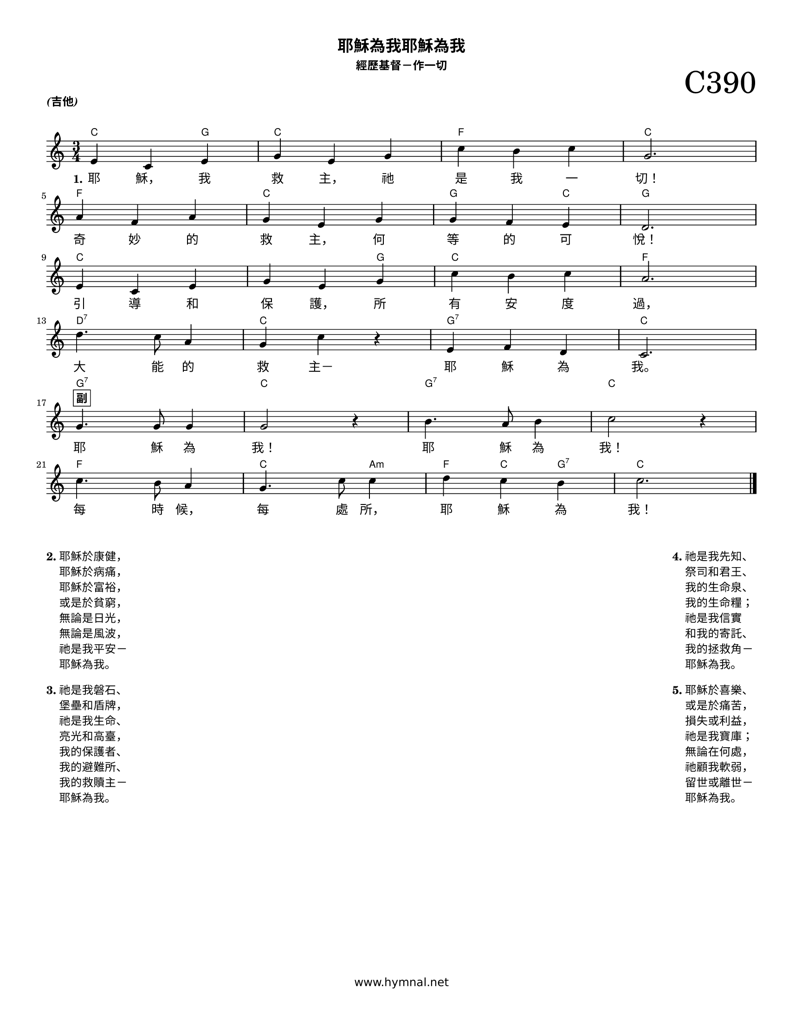 耶穌為我耶穌為我
經歷基督－作一切
C390
(吉他)
C G C F C
1. 耶 穌， 我 救 主， 祂 是 我 一 切！
5 F C G C G
奇 妙 的 救 主， 何 等 的 可 悅！
9 C G C F
引 導 和 保 護， 所 有 安 度 過，
13 D7 C G7 C
大 能 的 救 主－ 耶 穌 為 我。
G7 C G7 C
17 副
耶 穌 為 我！ 耶 穌 為 我！
21 F C Am F C G7 C
每 時 候， 每 處 所， 耶 穌 為 我！
2. 耶穌於康健，
耶穌於病痛，
耶穌於富裕，
或是於貧窮，
無論是日光，
無論是風波，
祂是我平安－
耶穌為我。
3. 祂是我磐石、
堡壘和盾牌，
祂是我生命、
亮光和高臺，
我的保護者、
我的避難所、
我的救贖主－
耶穌為我。
4. 祂是我先知、
祭司和君王、
我的生命泉、
我的生命糧；
祂是我信實
和我的寄託、
我的拯救角－
耶穌為我。
5. 耶穌於喜樂、
或是於痛苦，
損失或利益，
祂是我寶庫；
無論在何處，
祂顧我軟弱，
留世或離世－
耶穌為我。
www.hymnal.net